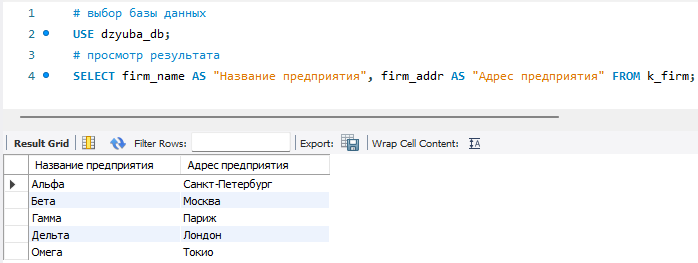 1 # выбор базы данных
2 USE dzyuba_db;
3 # просмотр результата
4 SELECT firm_name AS "Название предприятия", firm_addr AS "Адрес предприятия" FROM k_firm;
Result Grid Filter Rows: Export: Wrap Cell Content: IA
Название предприятия Адрес предприятия
Альфа Санкт-Петербург
Бета Москва
Гамма Париж
Дельта Лондон
Омега Токио